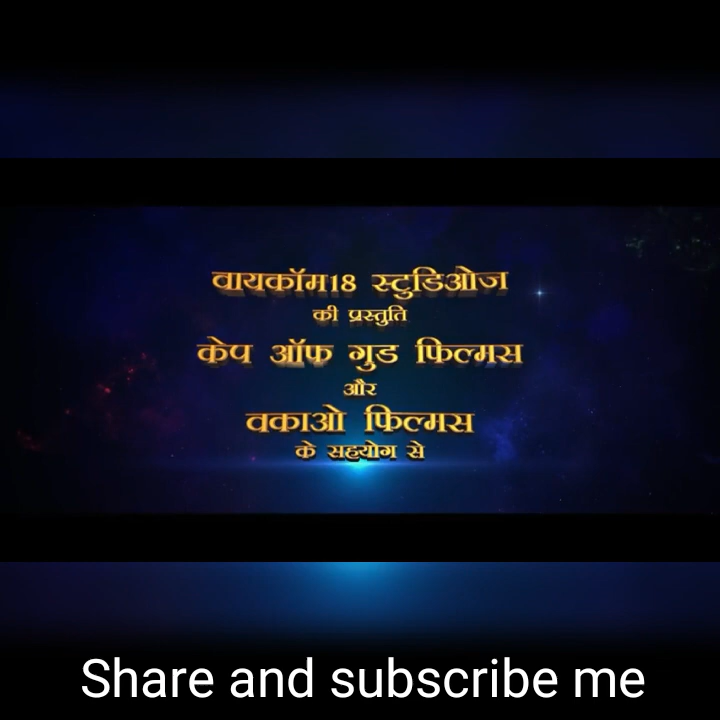 वायकॉम18 स्टुडिओज
की प्रस्तुति
केप ऑफ गुड फिल्मस
और
वकाओ फिल्मस
के सहयोग से
Share and subscribe me